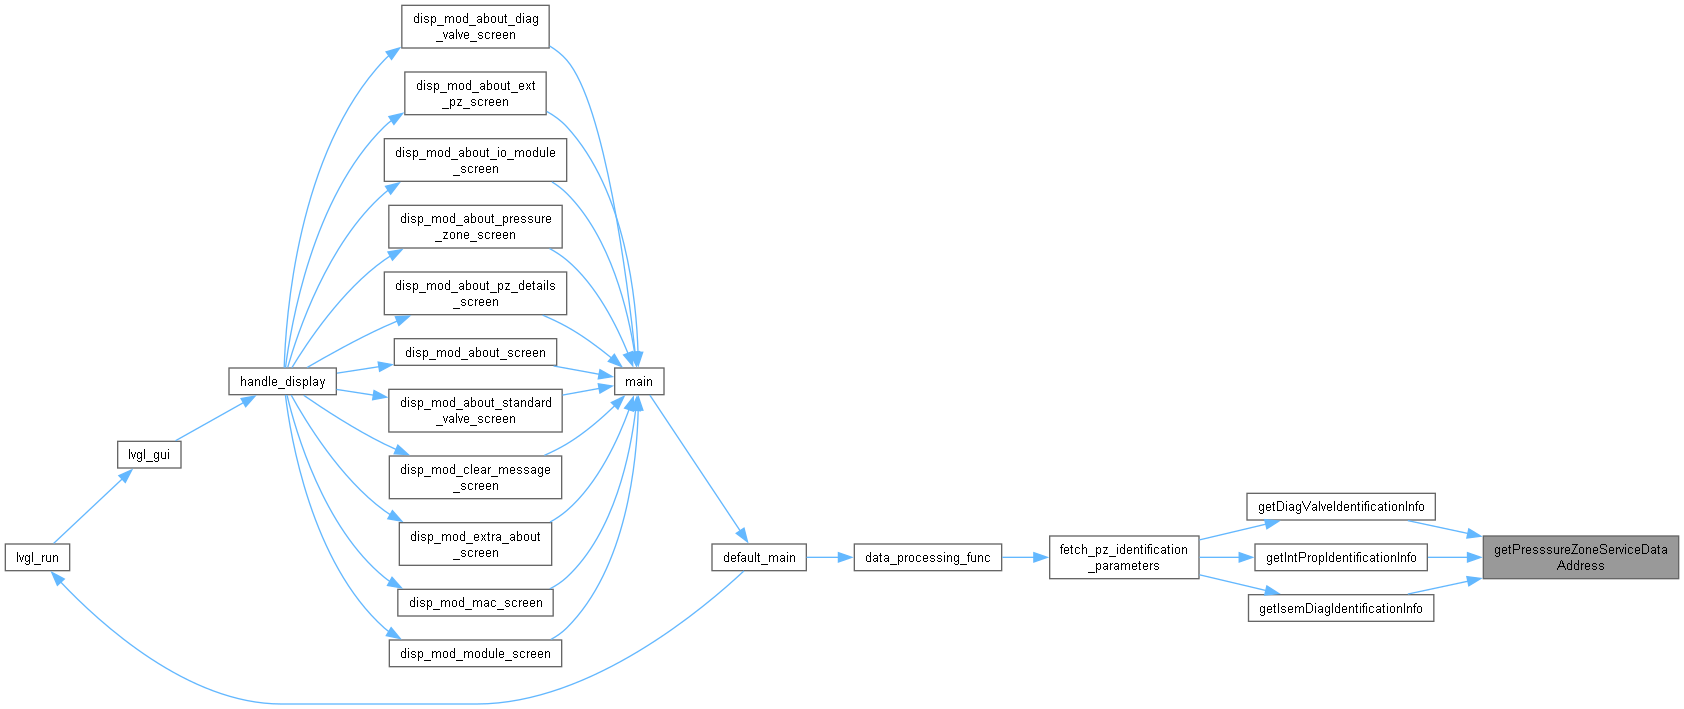 disp_mod_about_diag
_valve_screen
disp_mod_about_ext
_pz_screen
disp_mod_about_io_module
_screen
disp_mod_about_pressure
_zone_screen
disp_mod_about_pz_details
_screen
disp_mod_about_screen
handle_display
main
disp_mod_about_standard
_valve_screen
lvgl_gui
disp_mod_clear_message
_screen
disp_mod_extra_about
_screen
lvgl_run
default_main
data_processing_func
fetch_pz_identification
_parameters
getDiagValveIdentificationInfo
getIntPropIdentificationInfo
getIsemDiagIdentificationInfo
getPresssureZoneServiceData
Address
disp_mod_mac_screen
disp_mod_module_screen